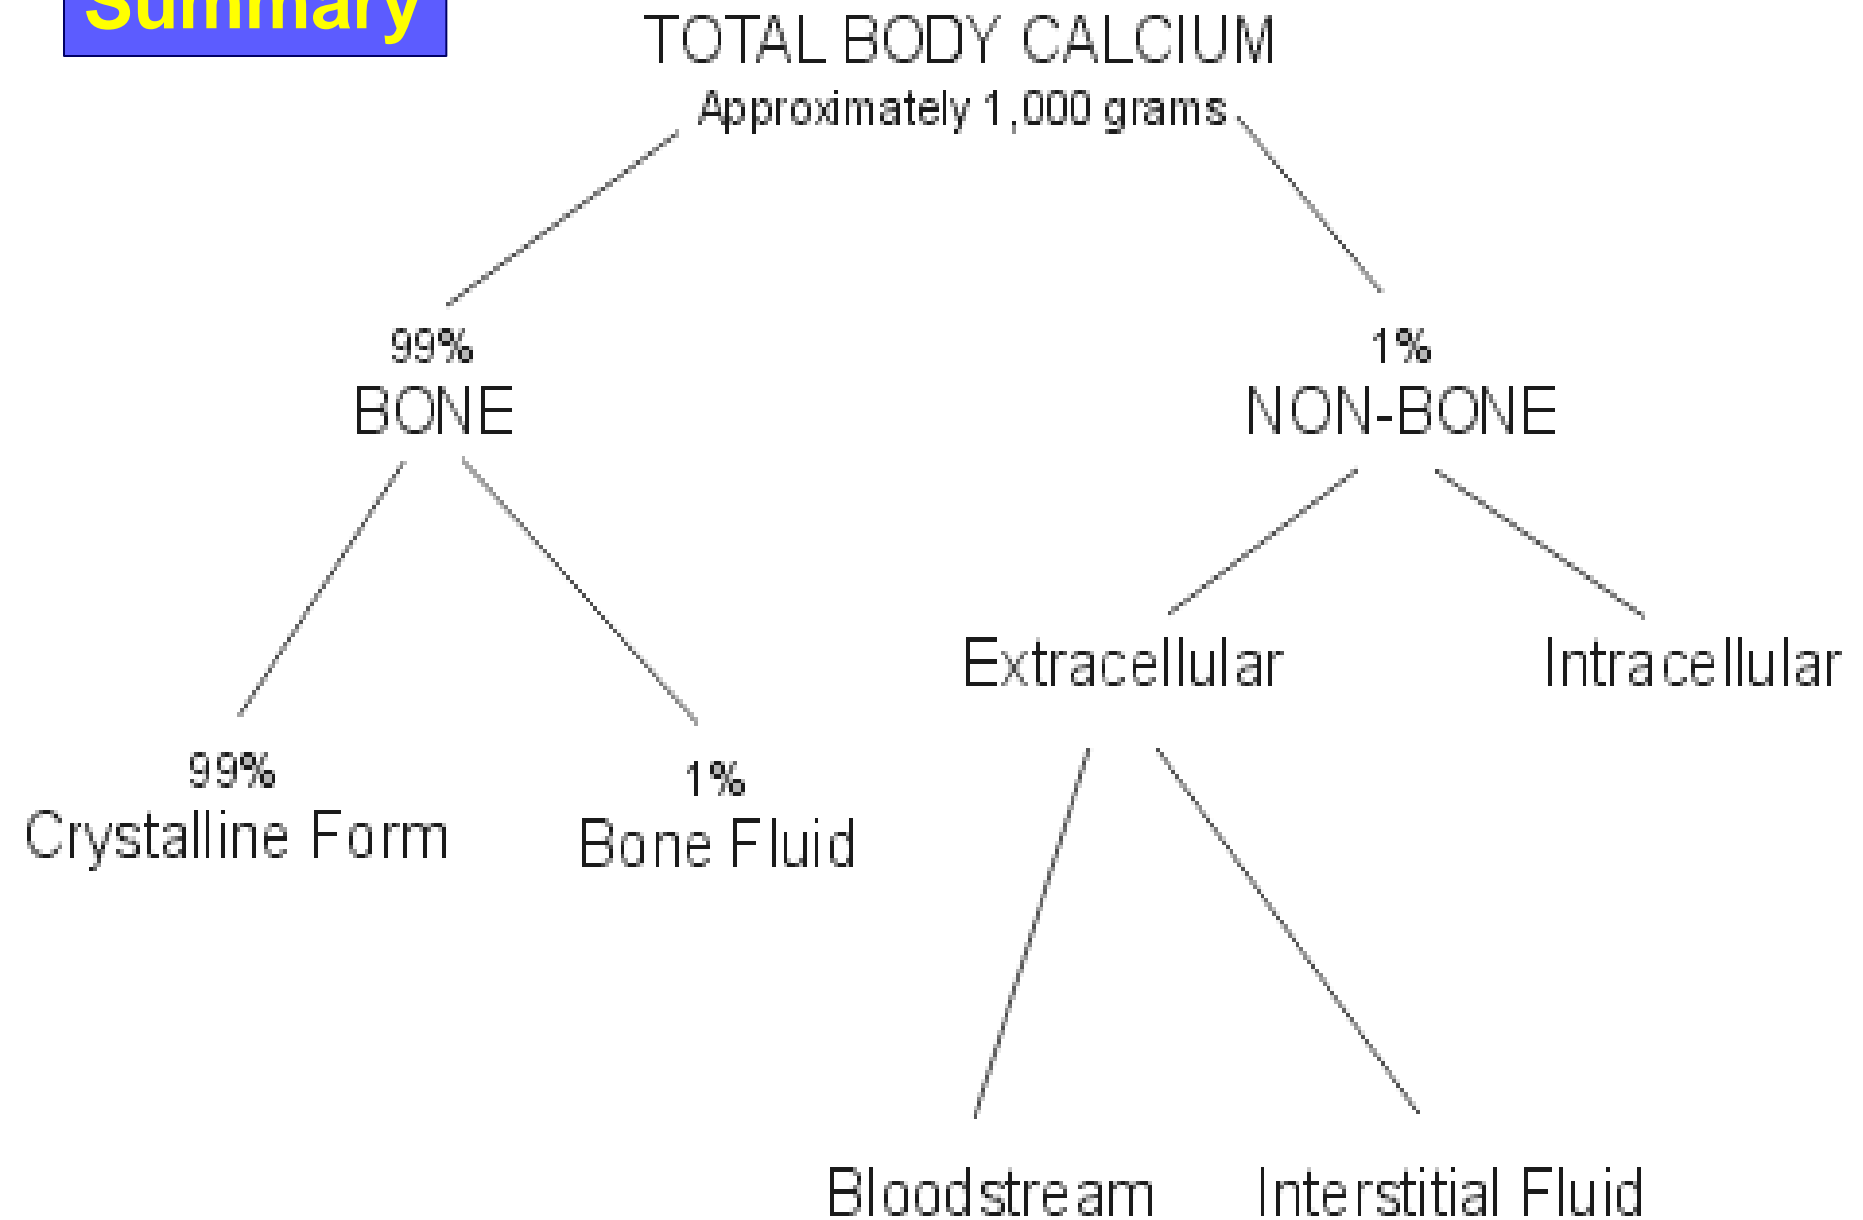 Summary
TOTAL BODY CALCIUM
Approximately 1,000 grams
99%
BONE
1%
NON-BONE
Extracellular
Intracellular
99%
Crystalline Form
1%
Bone Fluid
Bloodstream
Interstitial Fluid